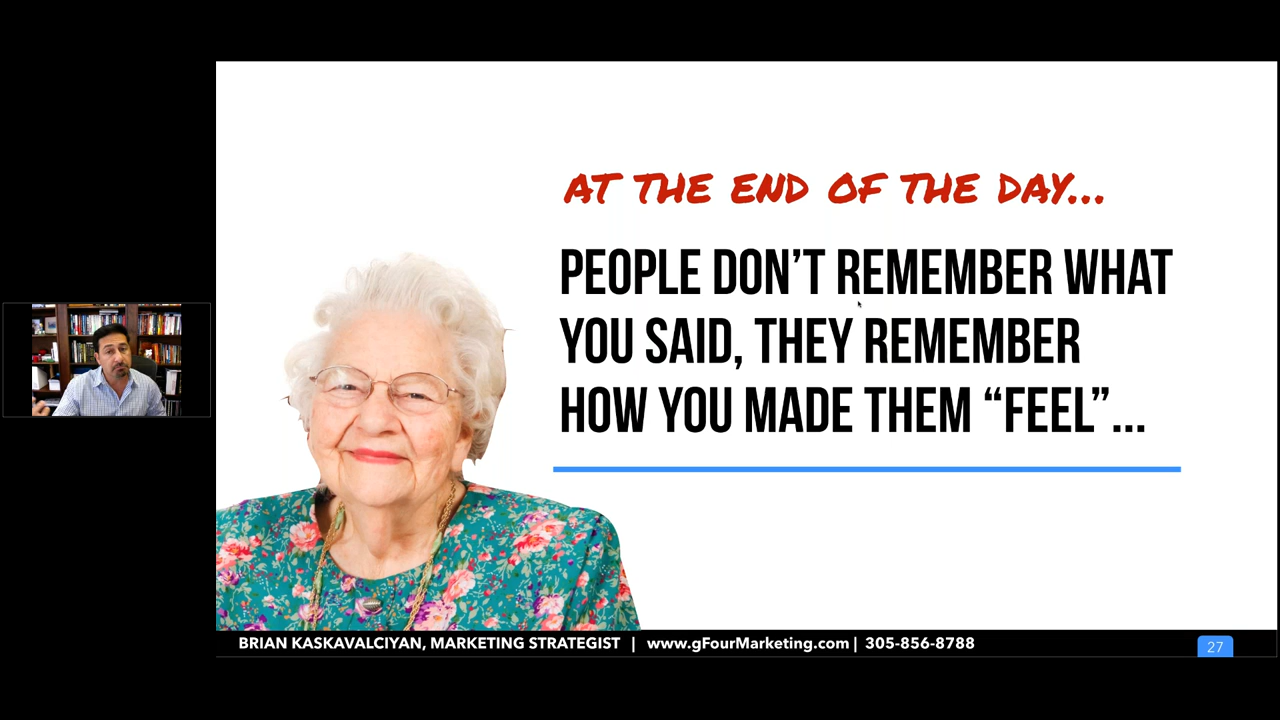 AT THE END OF THE DAY...
PEOPLE DON’T REMEMBER WHAT
YOU SAID, THEY REMEMBER
HOW YOU MADE THEM “FEEL”...
BRIAN KASKAVALCIYAN, MARKETING STRATEGIST | www.gFourMarketing.com | 305-856-8788
27